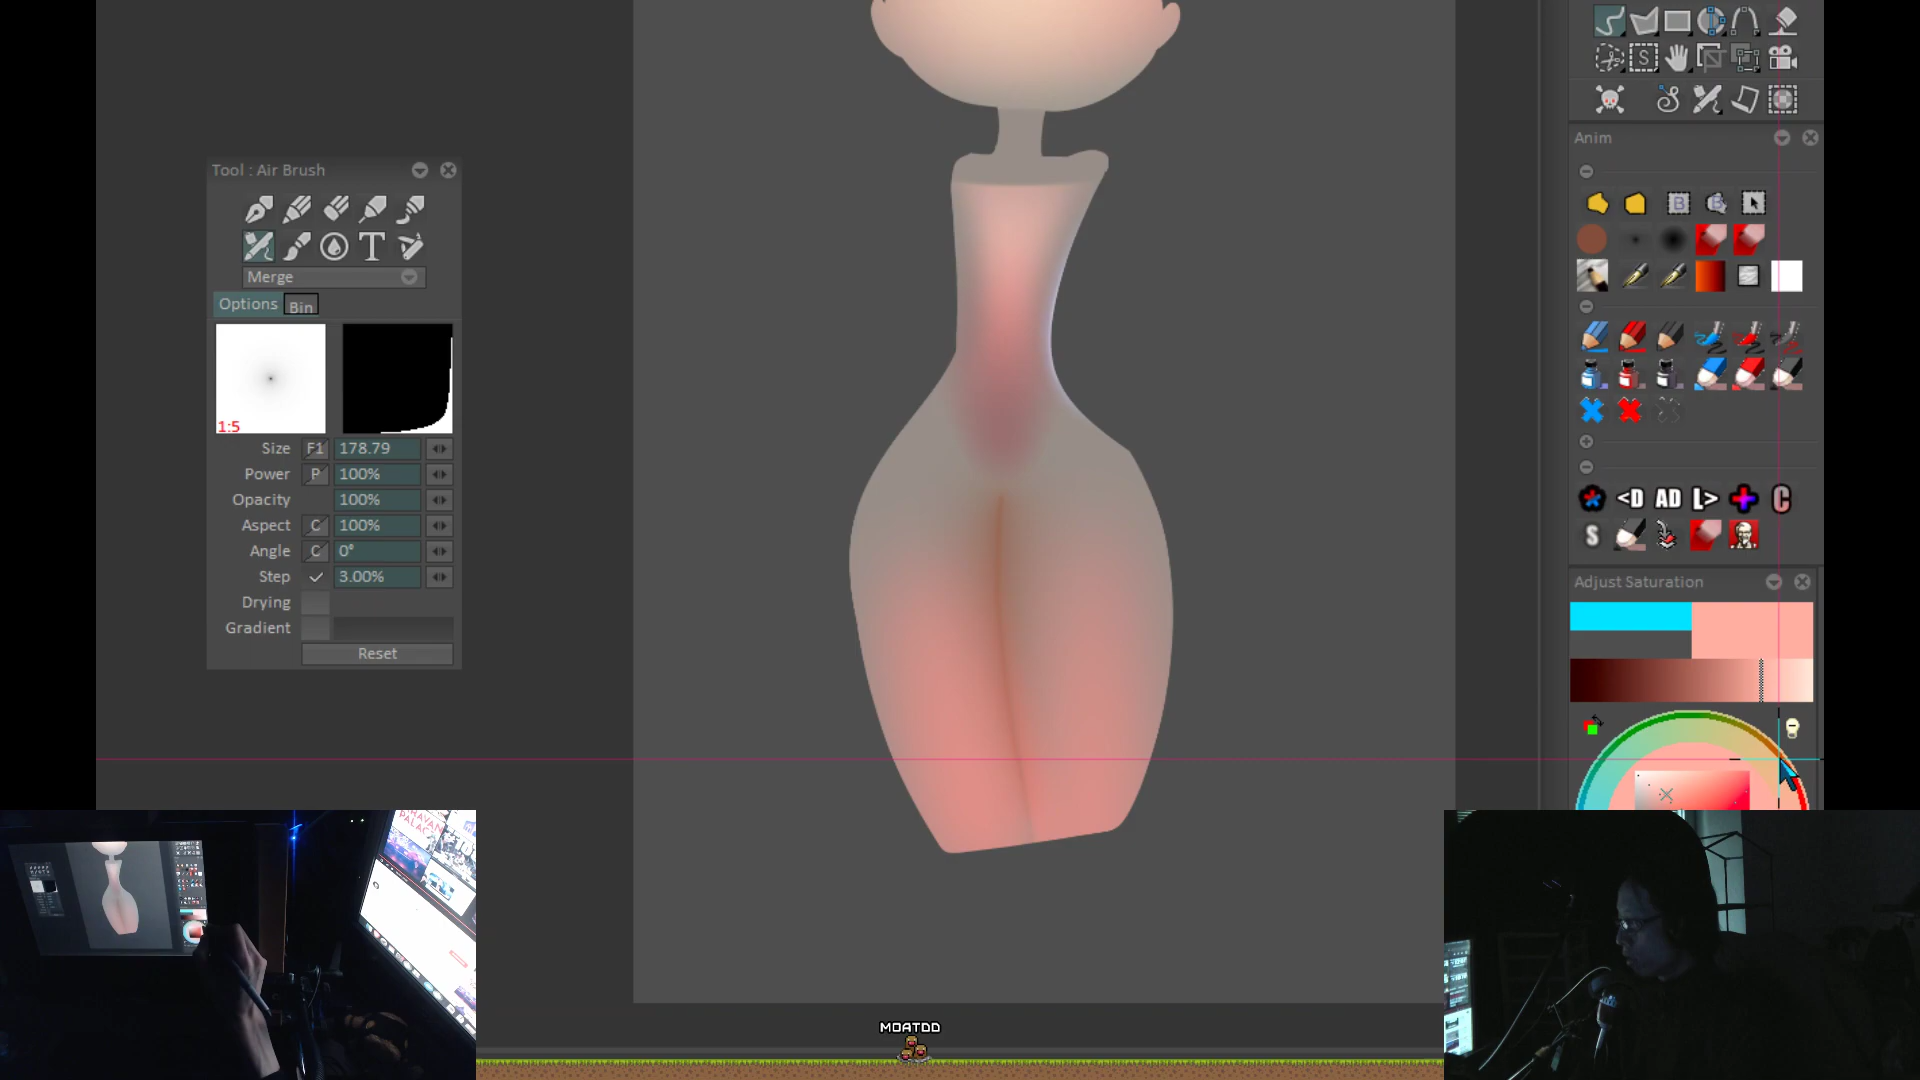 Tool : Air Brush
Merge
Options
Bin
1:5
Size F1 178.79
Power P 100%
Opacity 100%
Aspect C 100%
Angle C 0°
Step 3.00%
Drying
Gradient
Reset
S
Anim
B
B
<D AD L> C
S
Adjust Saturation
PALAC
MOATDD